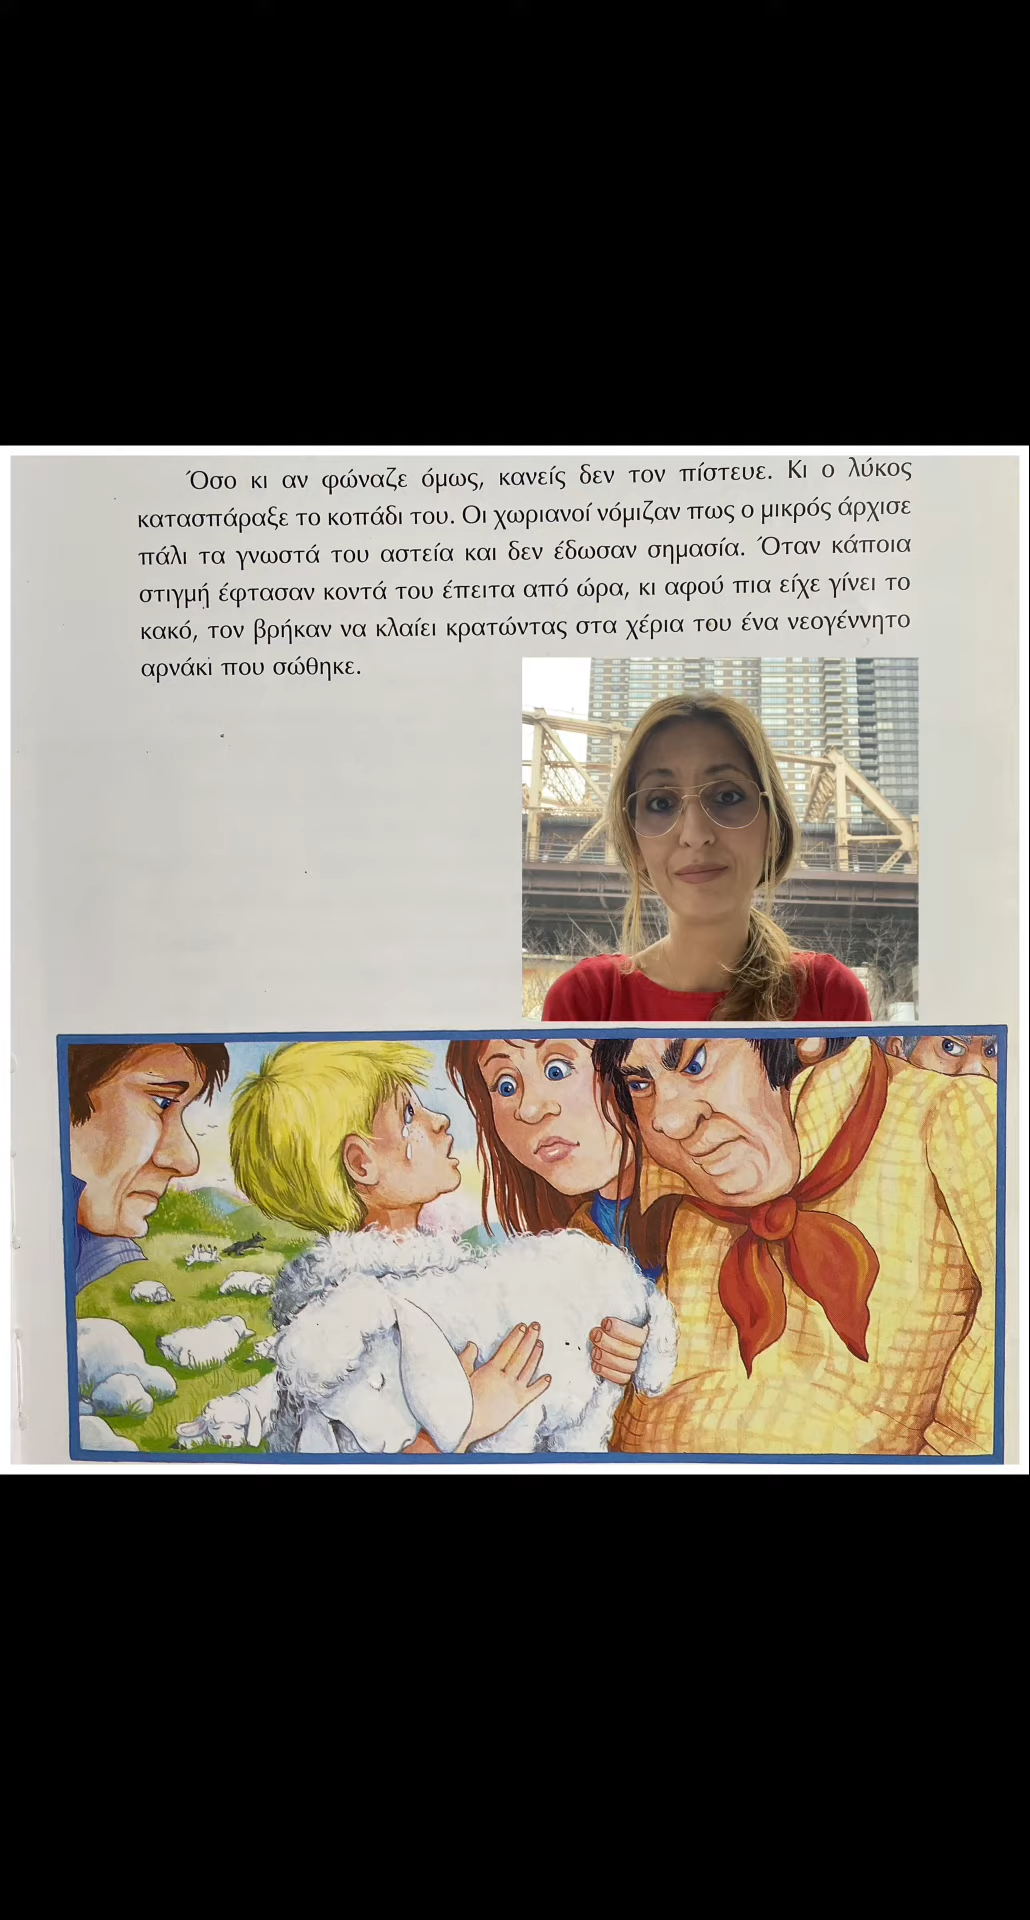 Όσο κι αν φώναζε όμως, κανείς δεν τον πίστευε. Κι ο λύκος
κατασπάραξε το κοπάδι του. Οι χωριανοί νόμιζαν πως ο μικρός άρχισε
πάλι τα γνωστά του αστεία και δεν έδωσαν σημασία. Όταν κάποια
στιγμή έφτασαν κοντά του έπειτα από ώρα, κι αφού πια είχε γίνει το
κακό, τον βρήκαν να κλαίει κρατώντας στα χέρια του ένα νεογέννητο
αρνάκι που σώθηκε.